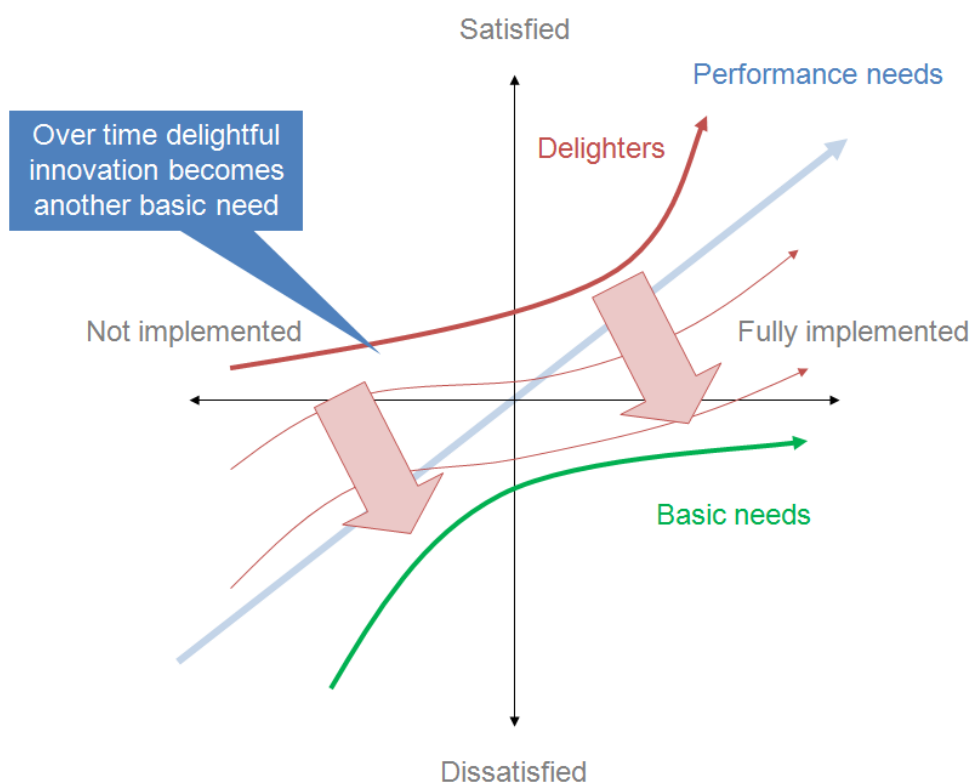 Satisfied
Performance needs
Over time delightful
innovation becomes
another basic need
Delighters
Not implemented
Fully implemented
Basic needs
Dissatisfied